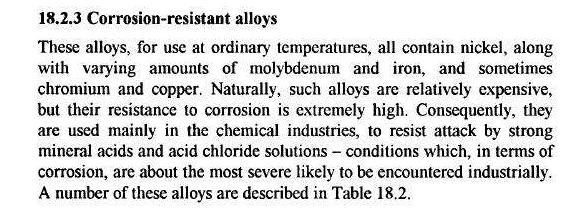 18.2.3 Corrosion-resistant alloys
These alloys, for use at ordinary temperatures, all contain nickel, along
with varying amounts of molybdenum and iron, and sometimes
chromium and copper. Naturally, such alloys are relatively expensive,
but their resistance to corrosion is extremely high. Consequently, they
are used mainly in the chemical industries, to resist attack by strong
mineral acids and acid chloride solutions – conditions which, in terms of
corrosion, are about the most severe likely to be encountered industrially.
A number of these alloys are described in Table 18.2.